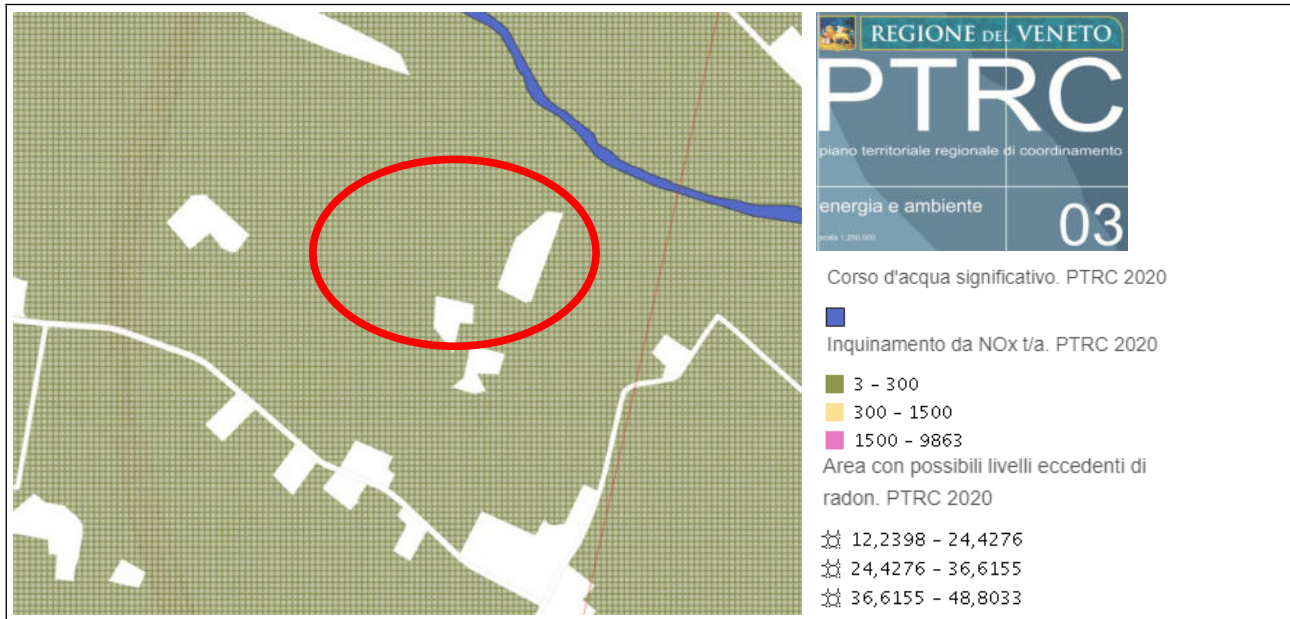 REGIONE DEL VENETO
PTRC
piano territoriale regionale di coordinamento
energia e ambiente
03
scala 1:250.000
Corso d'acqua significativo. PTRC 2020
Inquinamento da NOx t/a. PTRC 2020
3 – 300
300 – 1500
1500 – 9863
Area con possibili livelli eccedenti di
radon. PTRC 2020
12,2398 – 24,4276
24,4276 – 36,6155
36,6155 – 48,8033